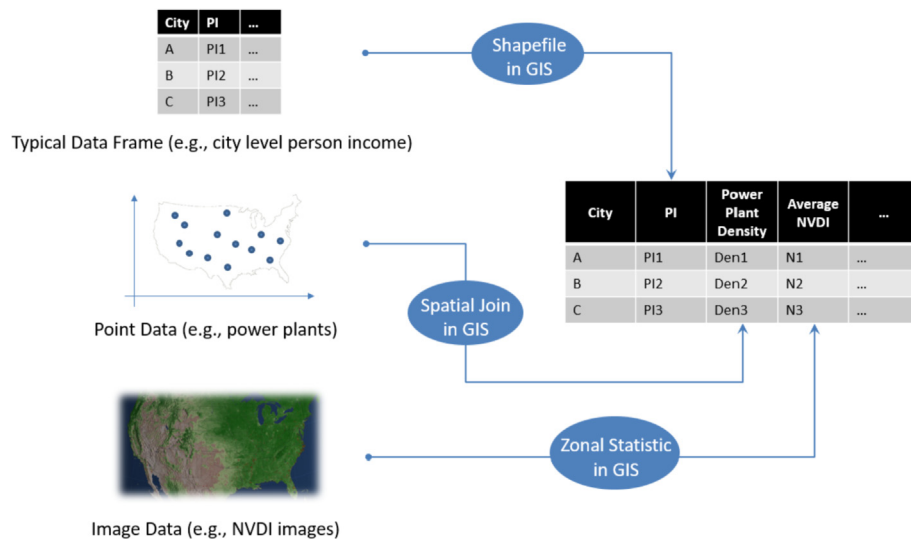 City PI ...
A PI1 ...
B PI2 ...
C PI3 ...
Typical Data Frame (e.g., city level person income)
Shapefile
in GIS
Point Data (e.g., power plants)
Spatial Join
in GIS
City PI Power Plant Density Average NVDI ...
A PI1 Den1 N1 ...
B PI2 Den2 N2 ...
C PI3 Den3 N3 ...
Zonal Statistic
in GIS
Image Data (e.g., NVDI images)